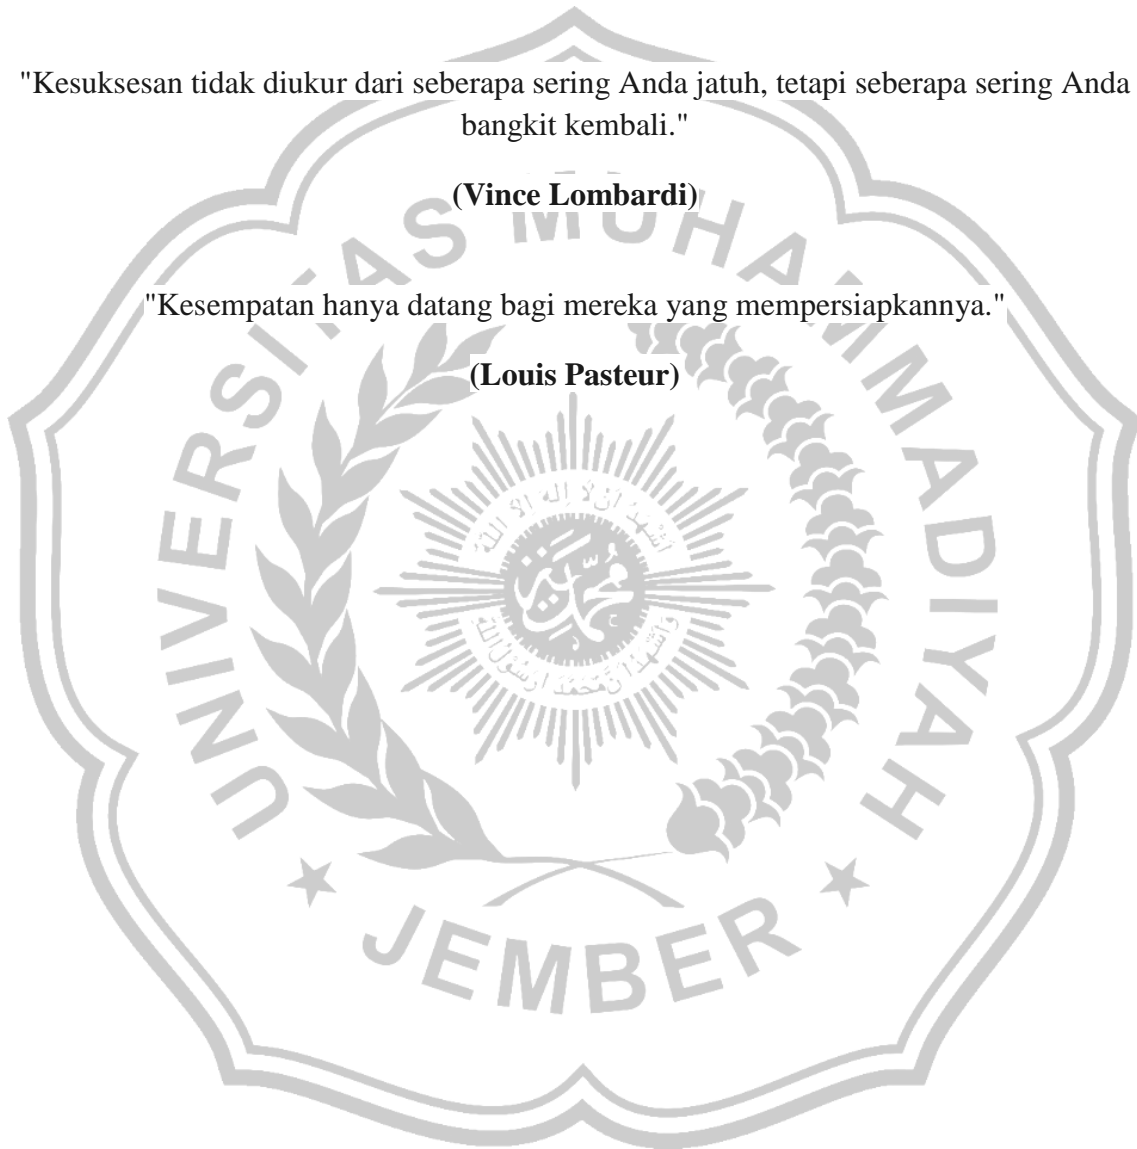 "Kesuksesan tidak diukur dari seberapa sering Anda jatuh, tetapi seberapa sering Anda
bangkit kembali."
(Vince Lombardi)
"Kesempatan hanya datang bagi mereka yang mempersiapkannya."
(Louis Pasteur)
UNIVERSITAS MUHAMMADIYAH
JEMBER